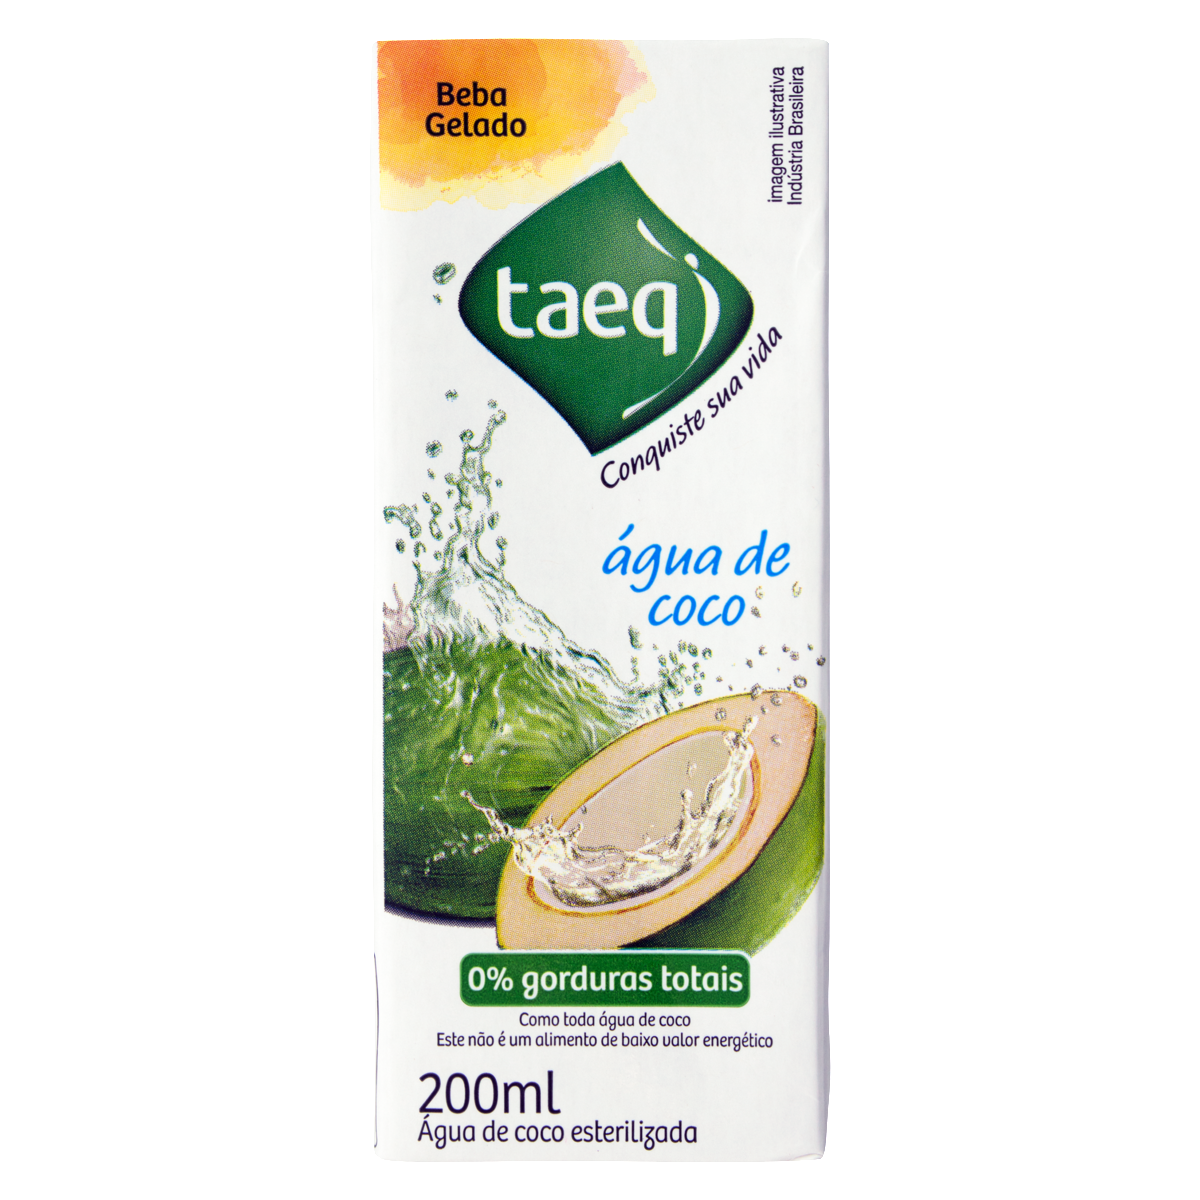 Beba
Gelado
imagem ilustrativa
Indústria Brasileira
taeq
Conquiste sua vida
água de
coco
0% gorduras totais
Como toda água de coco
Este não é um alimento de baixo valor energético
200ml
Água de coco esterilizada